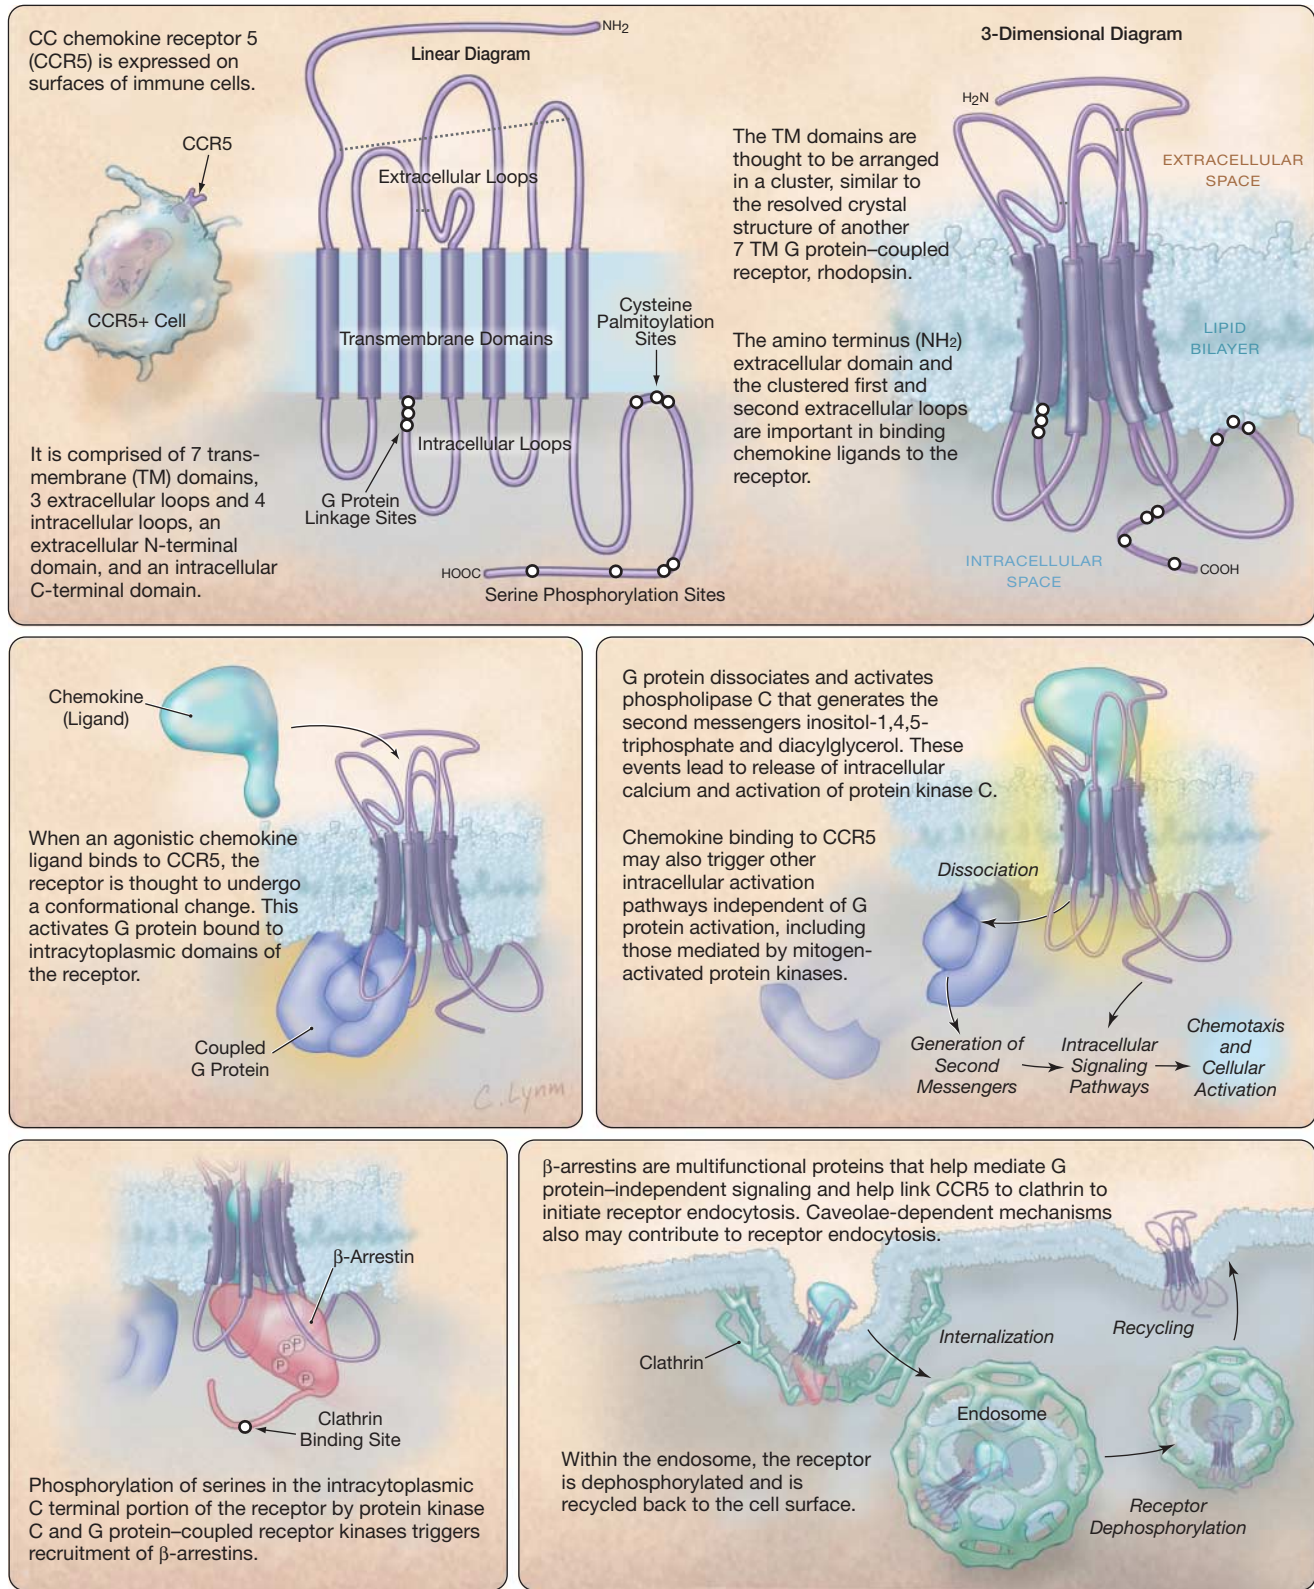 CC chemokine receptor 5
(CCR5) is expressed on
surfaces of immune cells.
CCR5
CCR5+ Cell
It is comprised of 7 trans-
membrane (TM) domains,
3 extracellular loops and 4
intracellular loops, an
extracellular N-terminal
domain, and an intracellular
C-terminal domain.
NH2
Linear Diagram
Extracellular Loops
Transmembrane Domains
Cysteine
Palmitoylation
Sites
Intracellular Loops
G Protein
Linkage Sites
HOOC
Serine Phosphorylation Sites
3-Dimensional Diagram
The TM domains are
thought to be arranged
in a cluster, similar to
the resolved crystal
structure of another
7 TM G protein–coupled
receptor, rhodopsin.
The amino terminus (NH2)
extracellular domain and
the clustered first and
second extracellular loops
are important in binding
chemokine ligands to the
receptor.
H2N
EXTRACELLULAR
SPACE
LIPID
BILAYER
INTRACELLULAR
SPACE
COOH
Chemokine
(Ligand)
When an agonistic chemokine
ligand binds to CCR5, the
receptor is thought to undergo
a conformational change. This
activates G protein bound to
intracytoplasmic domains of
the receptor.
Coupled
G Protein
C. Lynm
G protein dissociates and activates
phospholipase C that generates the
second messengers inositol-1,4,5-
triphosphate and diacylglycerol. These
events lead to release of intracellular
calcium and activation of protein kinase C.
Chemokine binding to CCR5
may also trigger other
intracellular activation
pathways independent of G
protein activation, including
those mediated by mitogen-
activated protein kinases.
Dissociation
Generation of
Second
Messengers
Intracellular
Signaling
Pathways
Chemotaxis
and
Cellular
Activation
β-Arrestin
P
P
P
P
Clathrin
Binding Site
Phosphorylation of serines in the intracytoplasmic
C terminal portion of the receptor by protein kinase
C and G protein–coupled receptor kinases triggers
recruitment of β-arrestins.
β-arrestins are multifunctional proteins that help mediate G
protein–independent signaling and help link CCR5 to clathrin to
initiate receptor endocytosis. Caveolae-dependent mechanisms
also may contribute to receptor endocytosis.
Clathrin
Internalization
Recycling
Endosome
Within the endosome, the receptor
is dephosphorylated and is
recycled back to the cell surface.
Receptor
Dephosphorylation